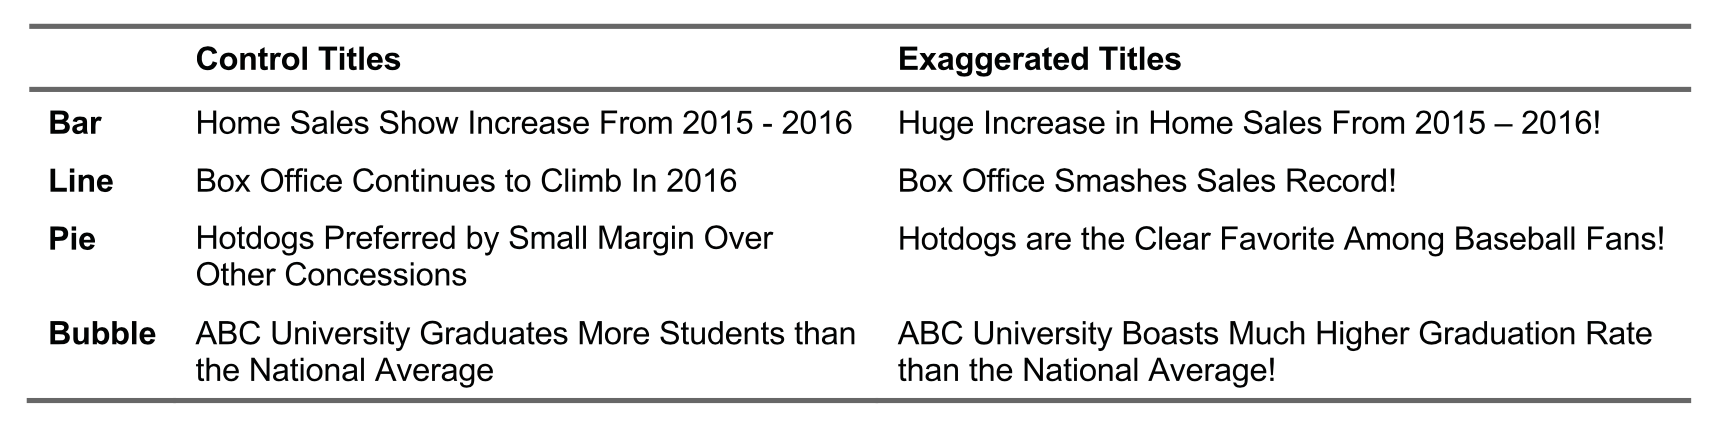 Control Titles Exaggerated Titles
Bar Home Sales Show Increase From 2015 - 2016 Huge Increase in Home Sales From 2015 – 2016!
Line Box Office Continues to Climb In 2016 Box Office Smashes Sales Record!
Pie Hotdogs Preferred by Small Margin Over Hotdogs are the Clear Favorite Among Baseball Fans!
Other Concessions
Bubble ABC University Graduates More Students than ABC University Boasts Much Higher Graduation Rate
the National Average than the National Average!